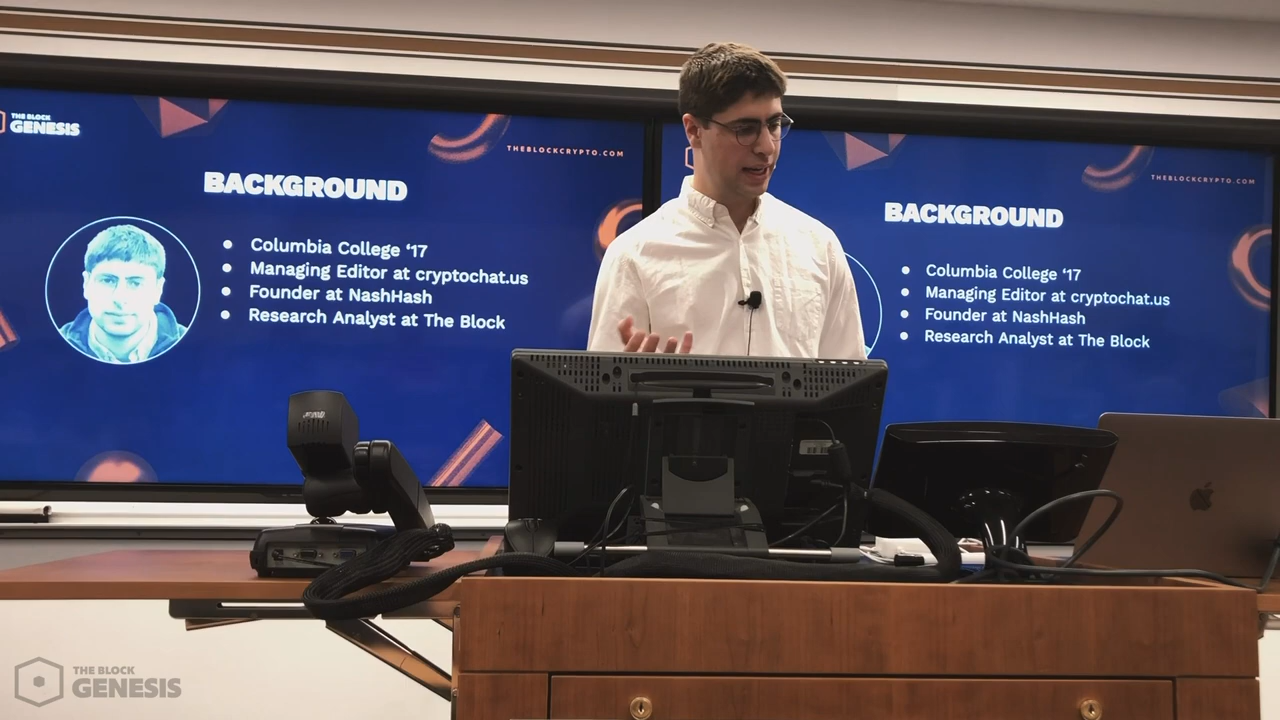 THE BLOCK
GENESIS
THEBLOCKCRYPTO.COM
BACKGROUND
Columbia College ‘17
Managing Editor at cryptochat.us
Founder at NashHash
Research Analyst at The Block
THEBLOCKCRYPTO.COM
BACKGROUND
Columbia College ‘17
Managing Editor at cryptochat.us
Founder at NashHash
Research Analyst at The Block
THE BLOCK
GENESIS